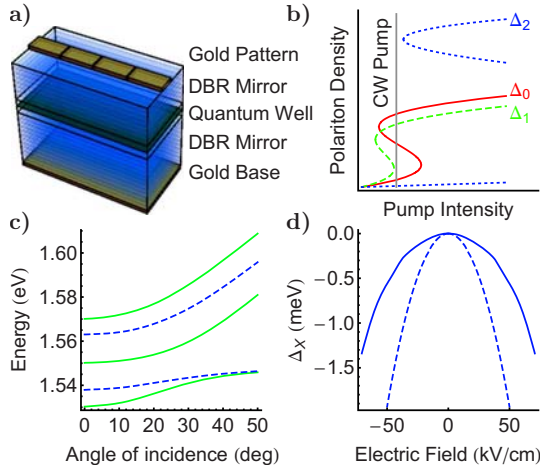 a)
Gold Pattern
DBR Mirror
Quantum Well
DBR Mirror
Gold Base
b)
Polariton Density
CW Pump
Δ2
Δ0
Δ1
Pump Intensity
c)
Energy (eV)
1.60
1.58
1.56
1.54
0 10 20 30 40 50
Angle of incidence (deg)
d)
ΔX (meV)
0.0
−0.5
−1.0
−1.5
−50 0 50
Electric Field (kV/cm)